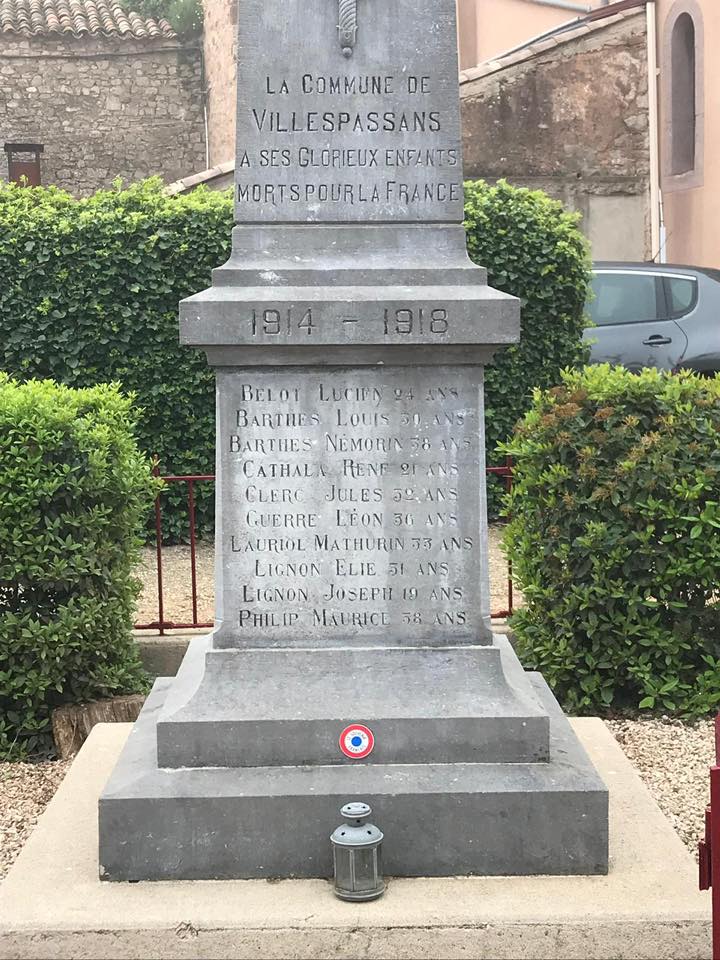 LA COMMUNE DE
VILLESPASSANS
A SES GLORIEUX ENFANTS
MORTS POUR LA FRANCE
1914 - 1918
BELOT LUCIEN 24 ANS
BARTHES LOUIS 30 ANS
BARTHES NÉMORIN 38 ANS
CATHALA RENÉ 21 ANS
CLERC JULES 32 ANS
GUERRE LÉON 36 ANS
LAURIOL MATHURIN 33 ANS
LIGNON ELIE 31 ANS
LIGNON JOSEPH 19 ANS
PHILIP MAURICE 38 ANS